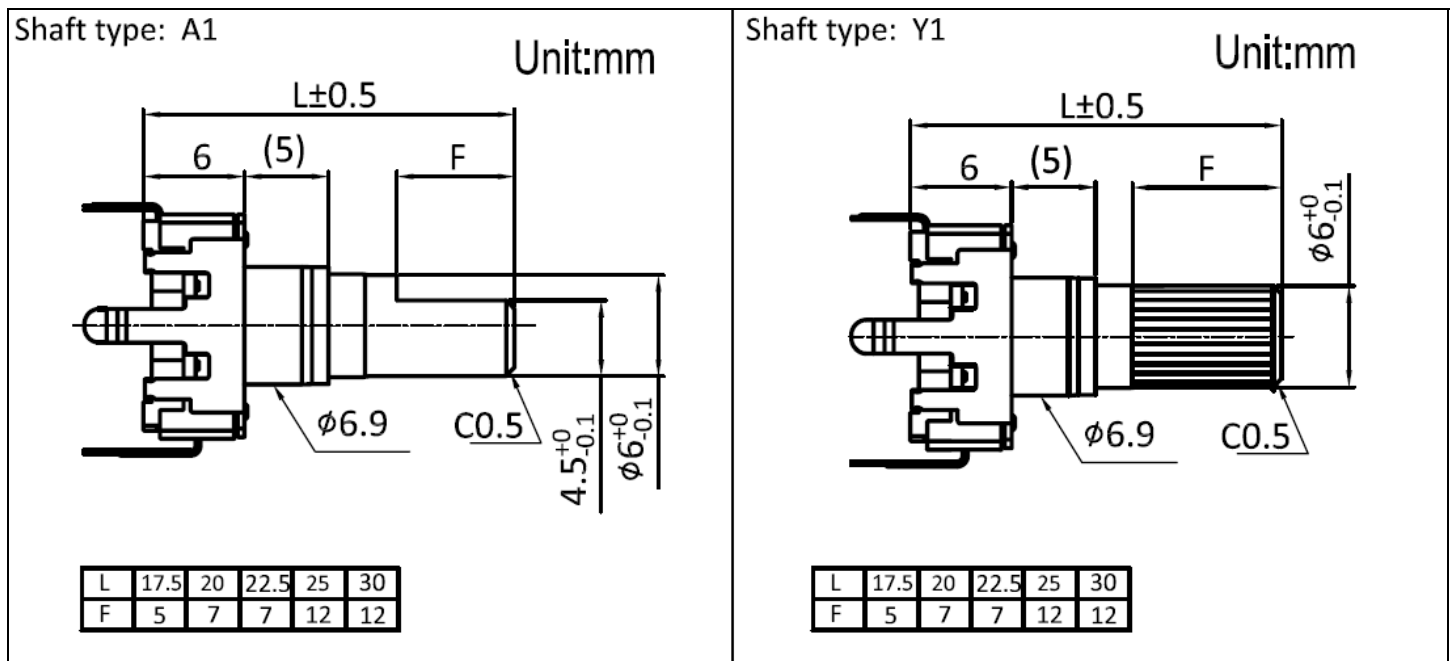 Shaft type: A1
Unit:mm
L±0.5
6
(5)
F
ϕ6.9
C0.5
4.5+0-0.1
ϕ6+0-0.1
L 17.5 20 22.5 25 30
F 5 7 7 12 12
Shaft type: Y1
Unit:mm
L±0.5
6
(5)
F
ϕ6+0-0.1
ϕ6.9
C0.5
L 17.5 20 22.5 25 30
F 5 7 7 12 12